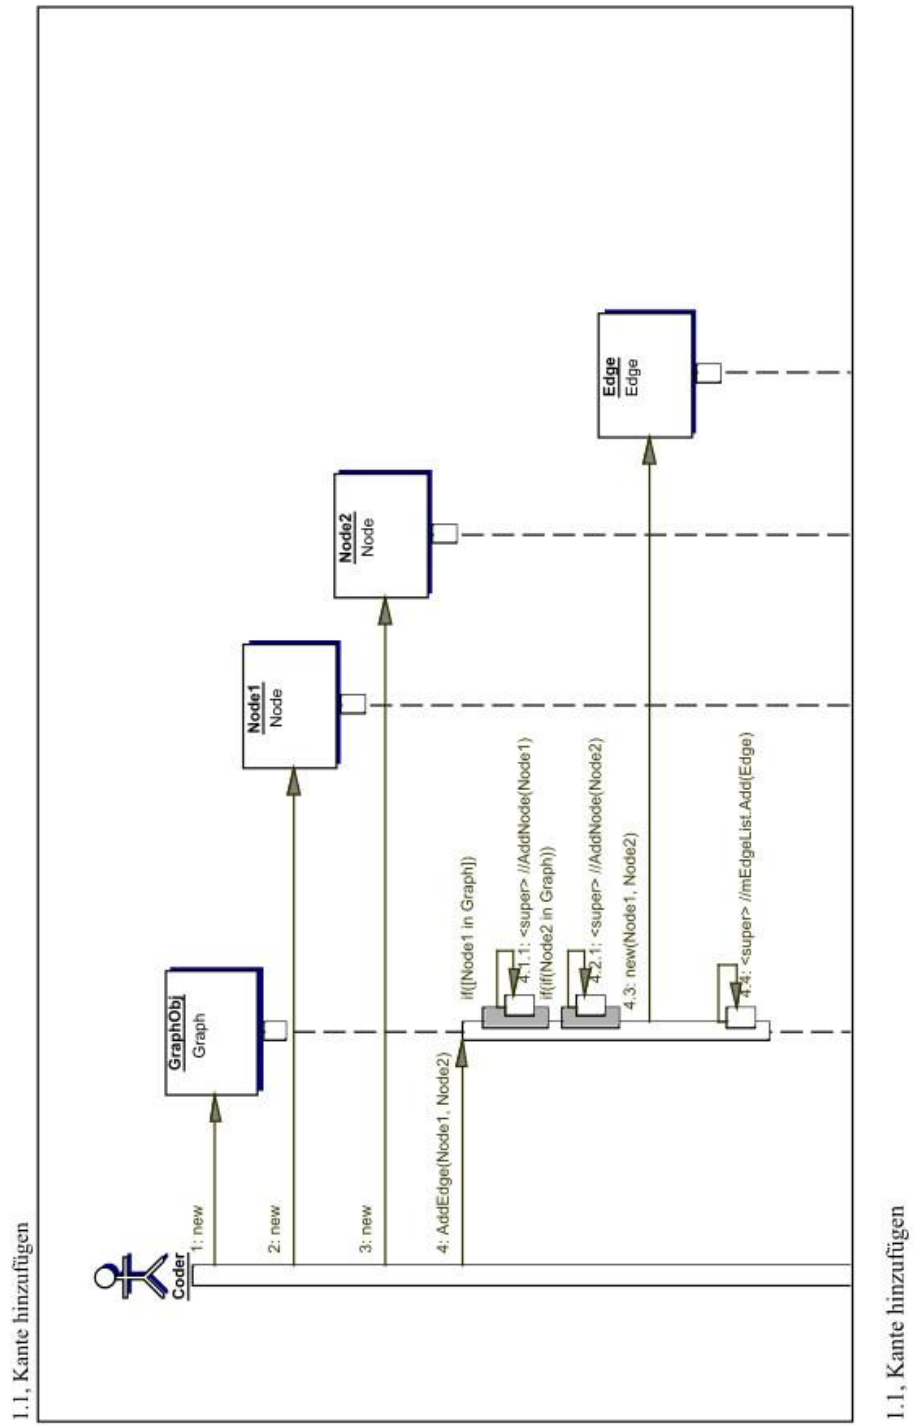 1.1, Kante hinzufügen
Coder
GraphObj
Graph
Node1
Node
Node2
Node
Edge
Edge
1: new
2: new
3: new
4: AddEdge(Node1, Node2)
if([Node1 in Graph])
4.1.1: <super> //AddNode(Node1)
if(if(Node2 in Graph))
4.2.1: <super> //AddNode(Node2)
4.3: new(Node1, Node2)
4.4: <super> //mEdgeList.Add(Edge)
1.1, Kante hinzufügen